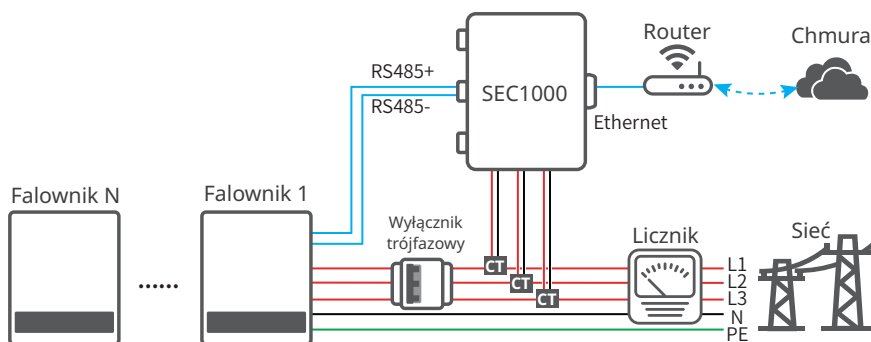 Router
Chmura
RS485+
SEC1000
RS485-
Ethernet
Falownik N
Falownik 1
Wyłącznik
trójfazowy
Licznik
Sieć
CT
CT
CT
L1
L2
L3
N
PE
......